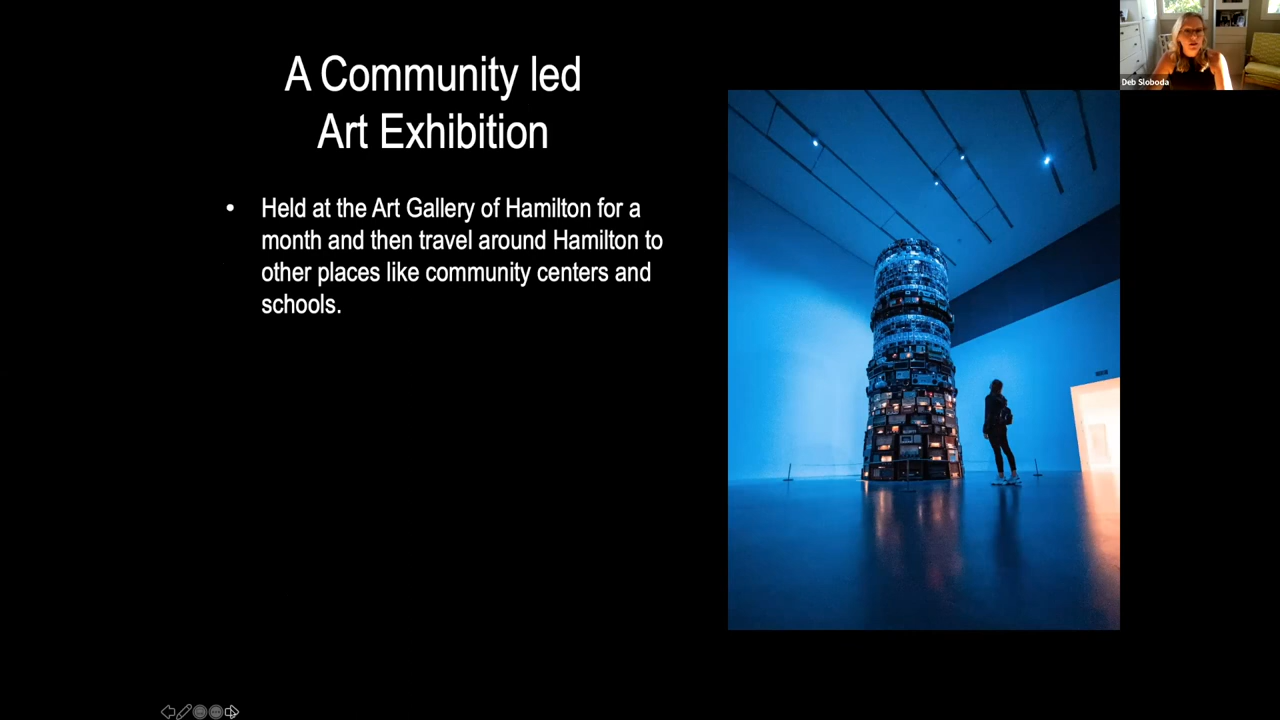 A Community led
Art Exhibition
• Held at the Art Gallery of Hamilton for a
month and then travel around Hamilton to
other places like community centers and
schools.
Deb Sloboda